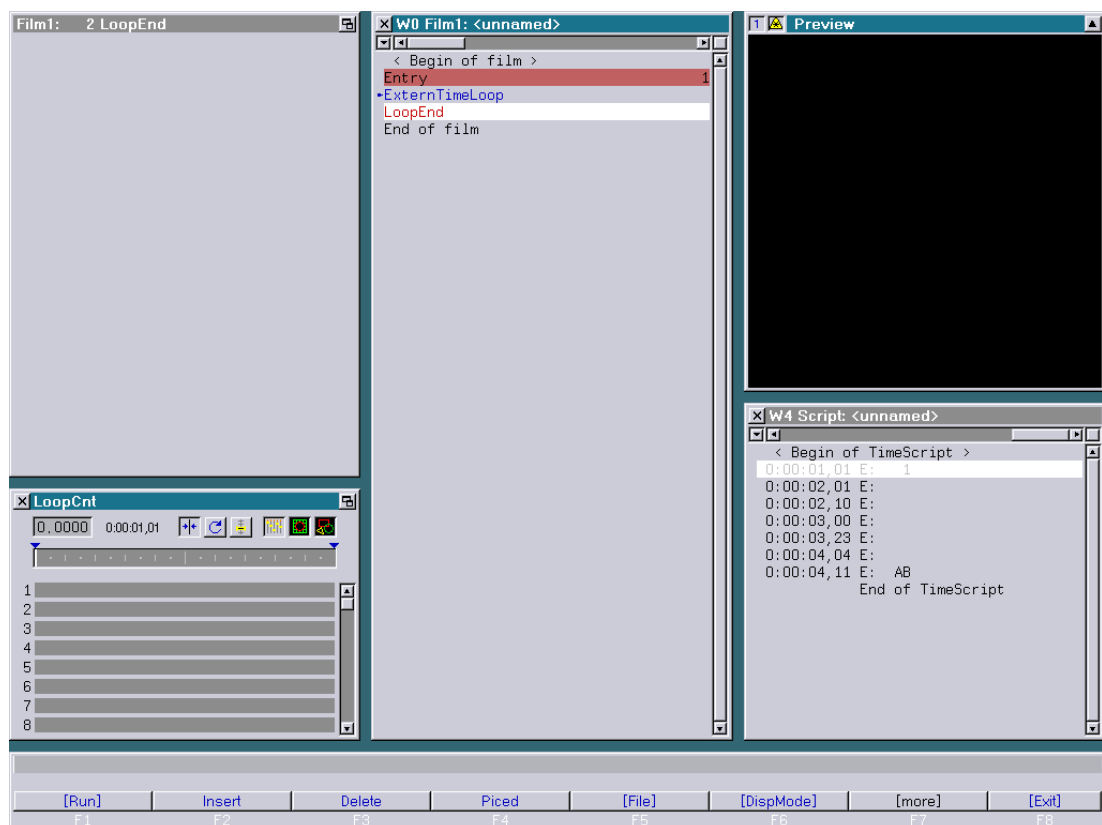 Film1: 2 LoopEnd
W0 Film1: <unnamed>
< Begin of film >
Entry 1
ExternTimeLoop
LoopEnd
End of film
1 Preview
W4 Script: <unnamed>
< Begin of TimeScript >
0:00:01,01 E: 1
0:00:02,01 E:
0:00:02,10 E:
0:00:03,00 E:
0:00:03,23 E:
0:00:04,04 E:
0:00:04,11 E: AB
End of TimeScript
LoopCnt
0.0000 0:00:01,01
1
2
3
4
5
6
7
8
[Run] Insert Delete Piced [File] [DispMode] [more] [Exit]
F1 F2 F3 F4 F5 F6 F7 F8